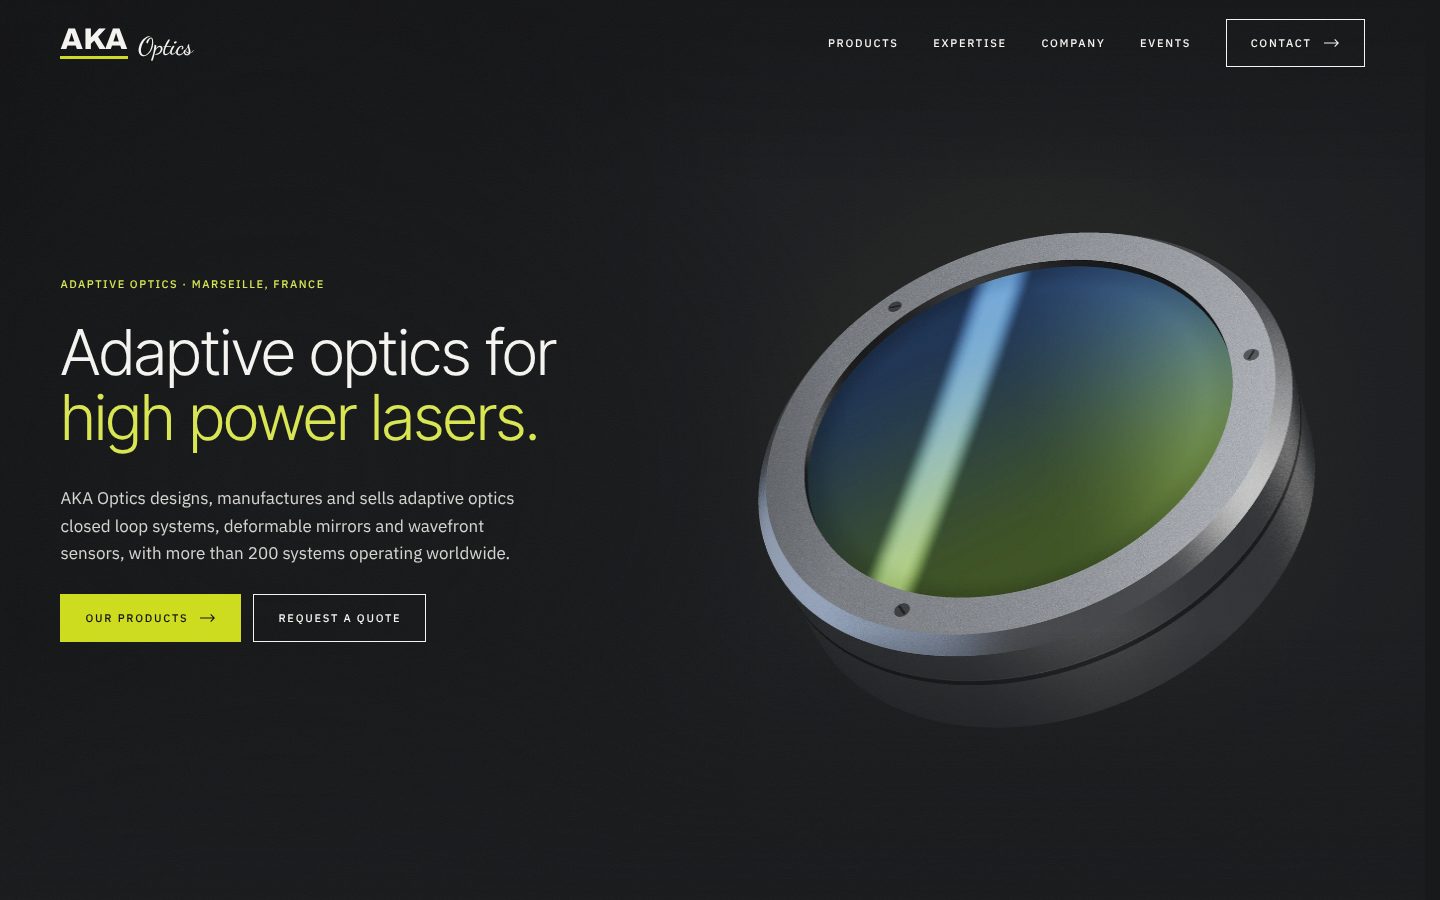 AKA Optics
PRODUCTS EXPERTISE COMPANY EVENTS CONTACT →
ADAPTIVE OPTICS · MARSEILLE, FRANCE
Adaptive optics for
high power lasers.
AKA Optics designs, manufactures and sells adaptive optics
closed loop systems, deformable mirrors and wavefront
sensors, with more than 200 systems operating worldwide.
OUR PRODUCTS → REQUEST A QUOTE